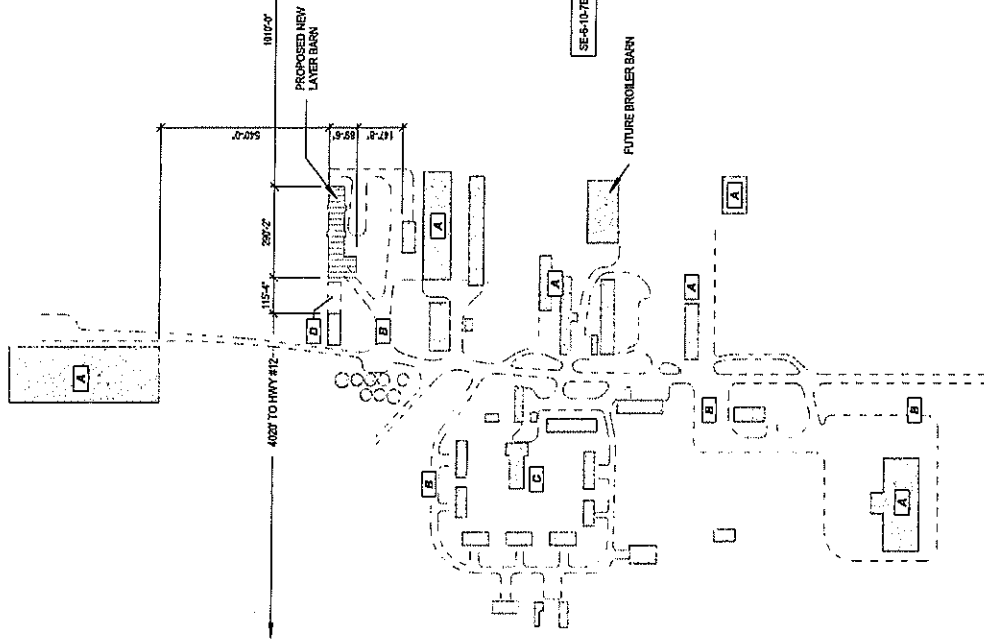 1010'-0"
PROPOSED NEW
LAYER BARN
540'-0"
89'-6"
147'-8"
290'-2"
115'-4"
4020' TO HWY #12
SE-6-10-7E
FUTURE BROILER BARN
A
D
B
A
A
A
A
B
C
B
B
A